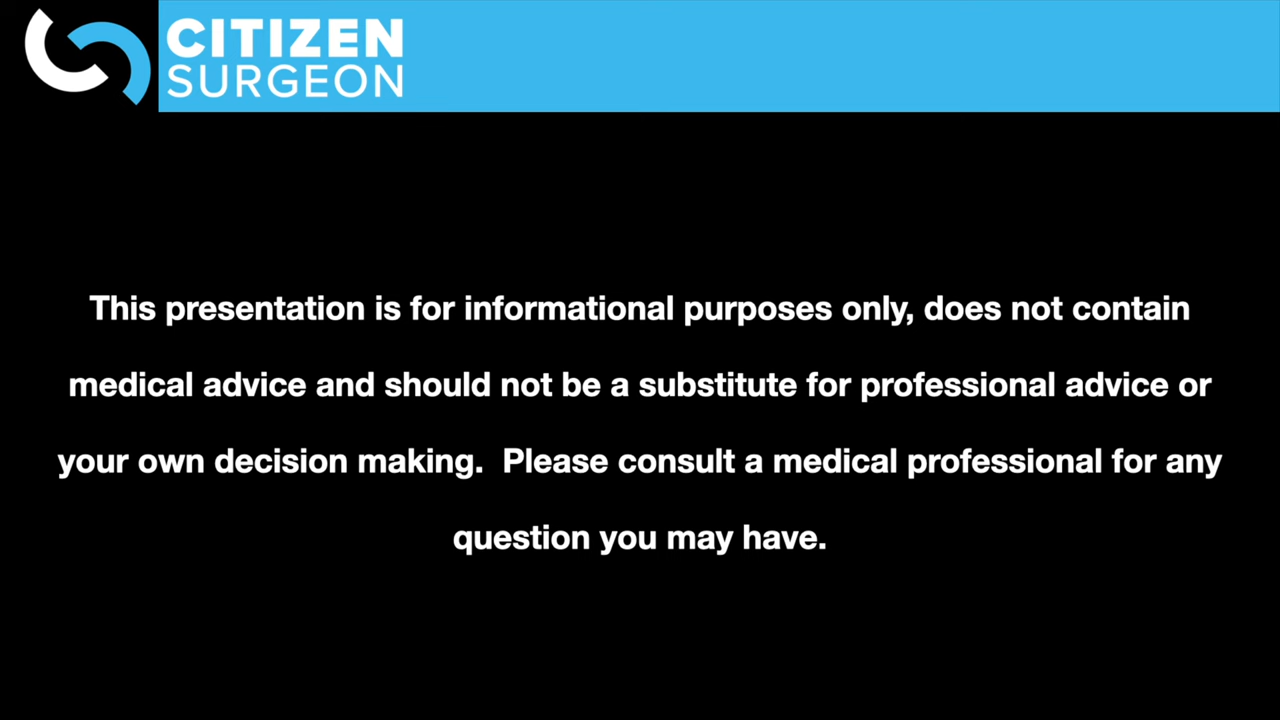 CITIZEN
SURGEON
This presentation is for informational purposes only, does not contain
medical advice and should not be a substitute for professional advice or
your own decision making.  Please consult a medical professional for any
question you may have.